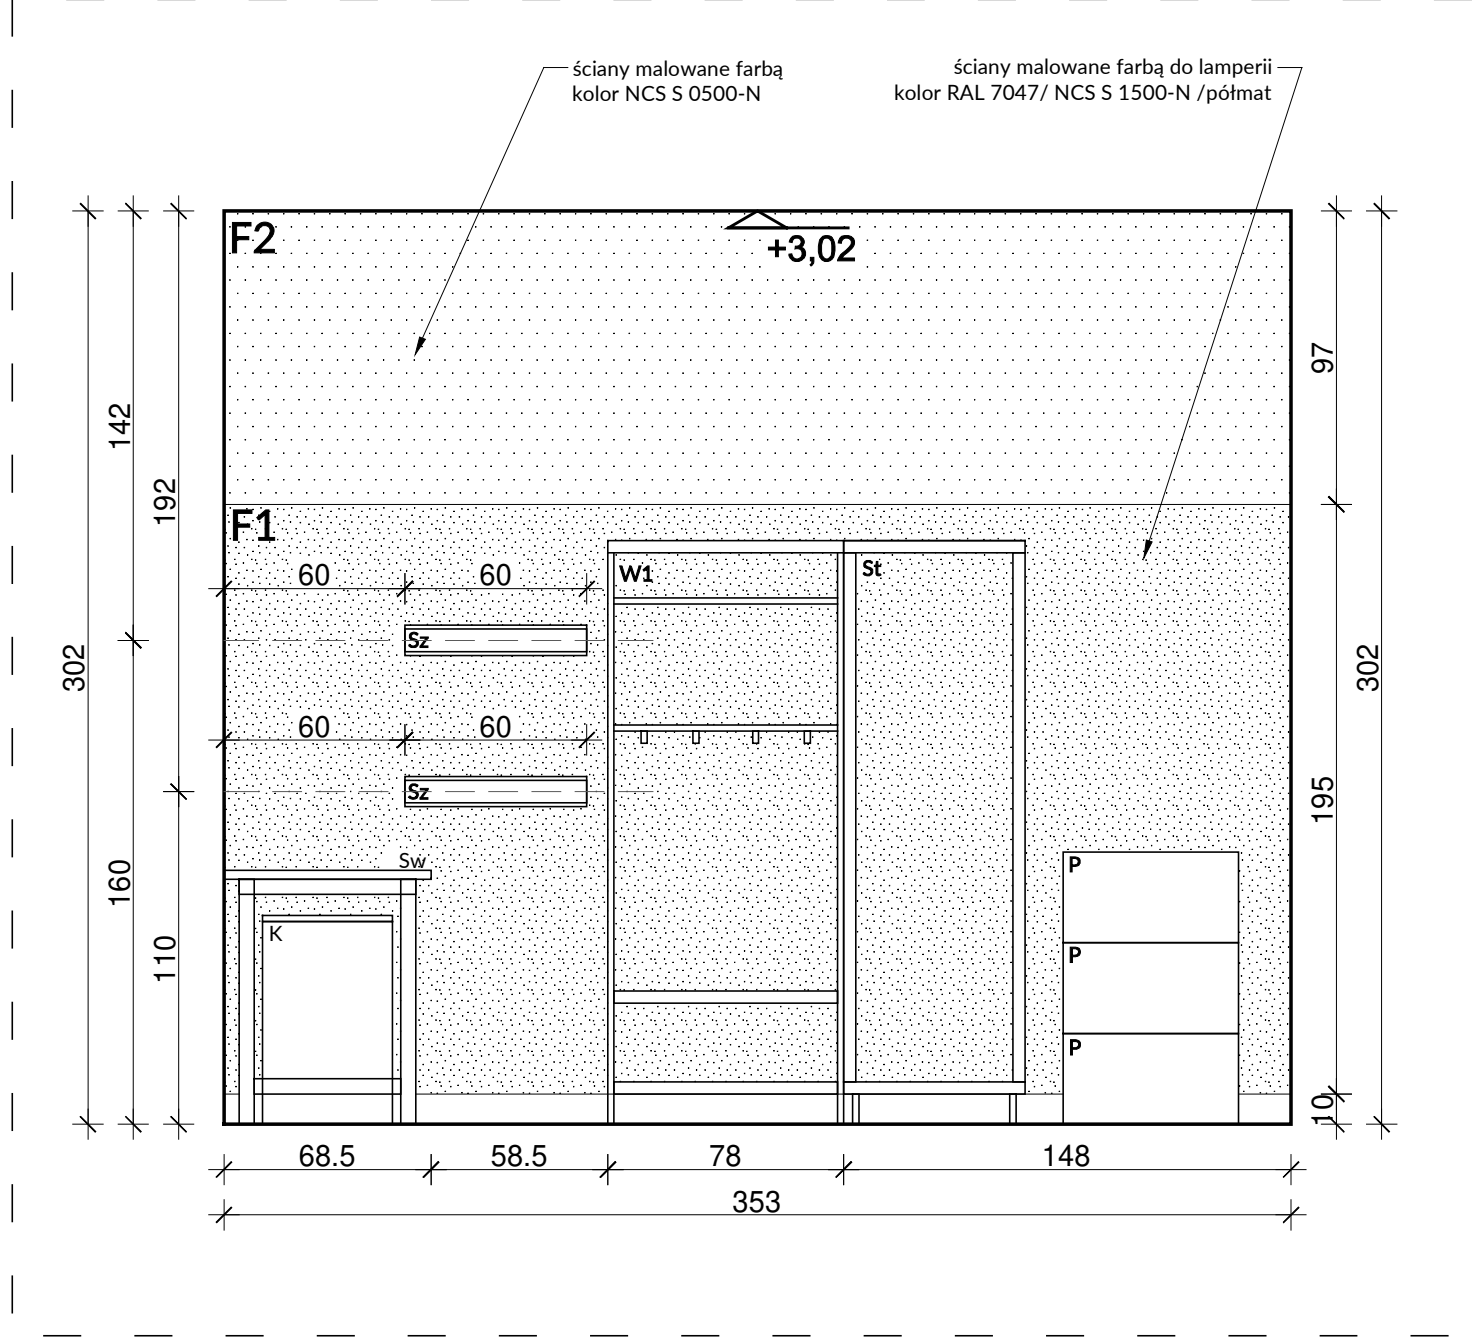 ściany malowane farbą
kolor NCS S 0500-N
ściany malowane farbą do lamperii
kolor RAL 7047/ NCS S 1500-N /półmat
F2
+3,02
97
142
192
F1
60
60
W1
St
Sz
302
302
60
60
Sz
195
Sw
P
160
K
110
P
P
10
68.5
58.5
78
148
353